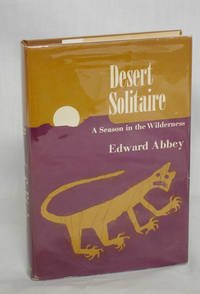 Desert
Solitaire
A Season in the Wilderness
Edward Abbey